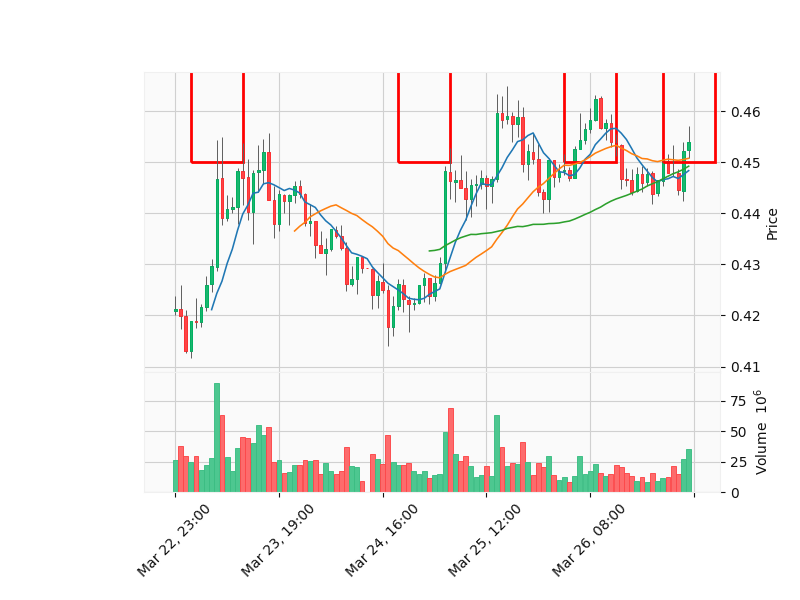 0.46
0.45
0.44
0.43
0.42
0.41
Price
75
50
25
0
Volume 10⁶
Mar 22, 23:00
Mar 23, 19:00
Mar 24, 16:00
Mar 25, 12:00
Mar 26, 08:00